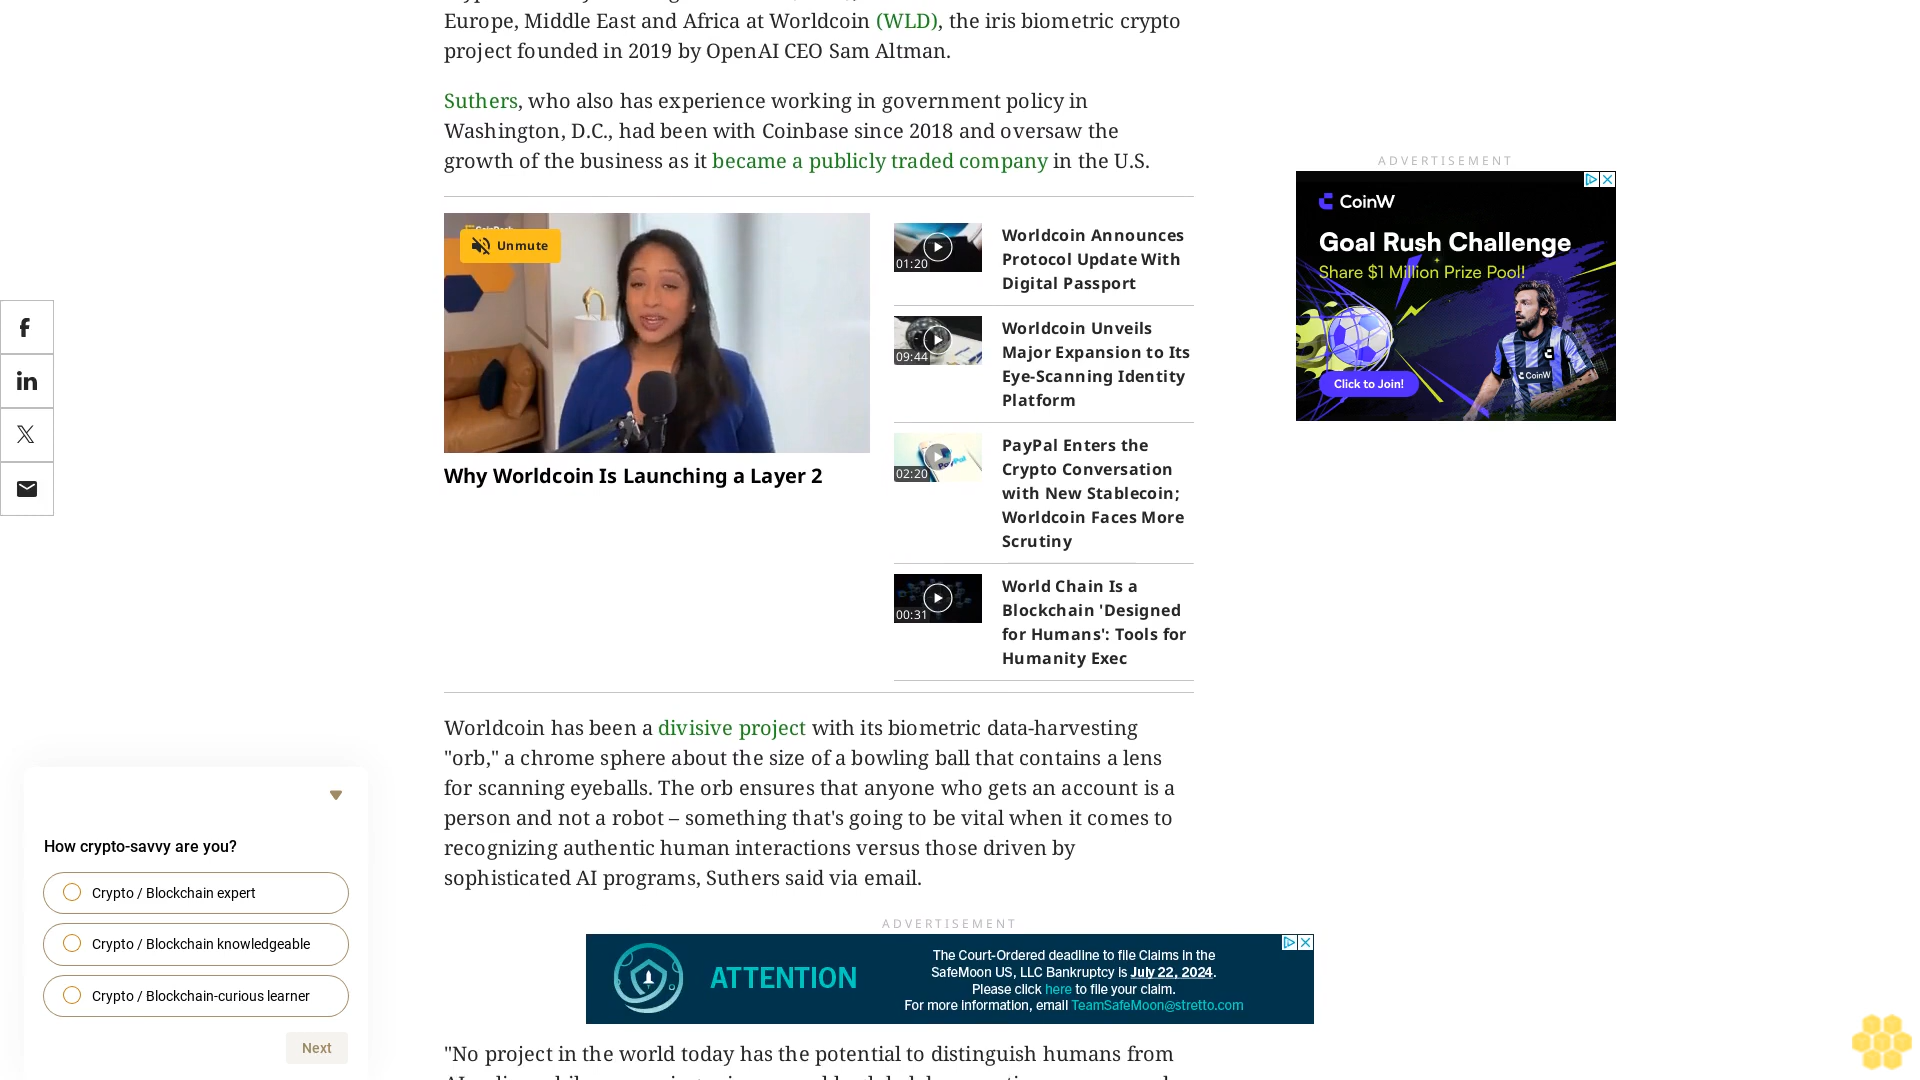 Europe, Middle East and Africa at Worldcoin (WLD), the iris biometric crypto
project founded in 2019 by OpenAI CEO Sam Altman.
Suthers, who also has experience working in government policy in
Washington, D.C., had been with Coinbase since 2018 and oversaw the
growth of the business as it became a publicly traded company in the U.S.
Unmute
Why Worldcoin Is Launching a Layer 2
01:20
Worldcoin Announces
Protocol Update With
Digital Passport
09:44
Worldcoin Unveils
Major Expansion to Its
Eye-Scanning Identity
Platform
02:20
PayPal Enters the
Crypto Conversation
with New Stablecoin;
Worldcoin Faces More
Scrutiny
00:31
World Chain Is a
Blockchain 'Designed
for Humans': Tools for
Humanity Exec
ADVERTISEMENT
CoinW
Goal Rush Challenge
Share $1 Million Prize Pool!
CoinW
Click to Join!
Worldcoin has been a divisive project with its biometric data-harvesting
"orb," a chrome sphere about the size of a bowling ball that contains a lens
for scanning eyeballs. The orb ensures that anyone who gets an account is a
person and not a robot – something that's going to be vital when it comes to
recognizing authentic human interactions versus those driven by
sophisticated AI programs, Suthers said via email.
ADVERTISEMENT
ATTENTION
The Court-Ordered deadline to file Claims in the
SafeMoon US, LLC Bankruptcy is July 22, 2024.
Please click here to file your claim.
For more information, email TeamSafeMoon@stretto.com
"No project in the world today has the potential to distinguish humans from
How crypto-savvy are you?
Crypto / Blockchain expert
Crypto / Blockchain knowledgeable
Crypto / Blockchain-curious learner
Next